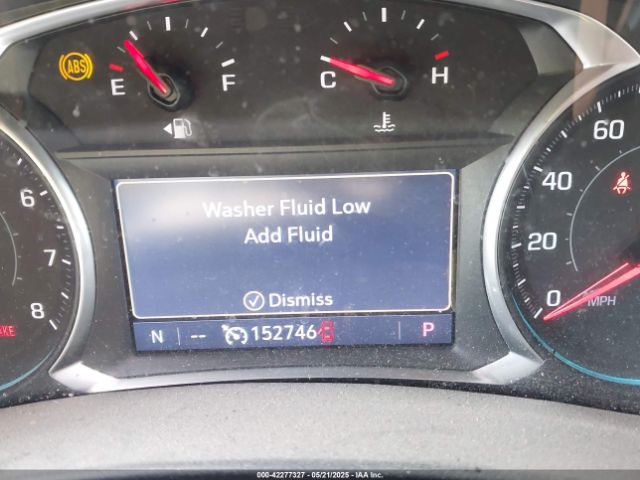 ABS
E F
C H
Washer Fluid Low
Add Fluid
Dismiss
N -- 152746 P
6
7
8
60
40
20
0
MPH
000-42277327 - 05/21/2025 - IAA Inc.